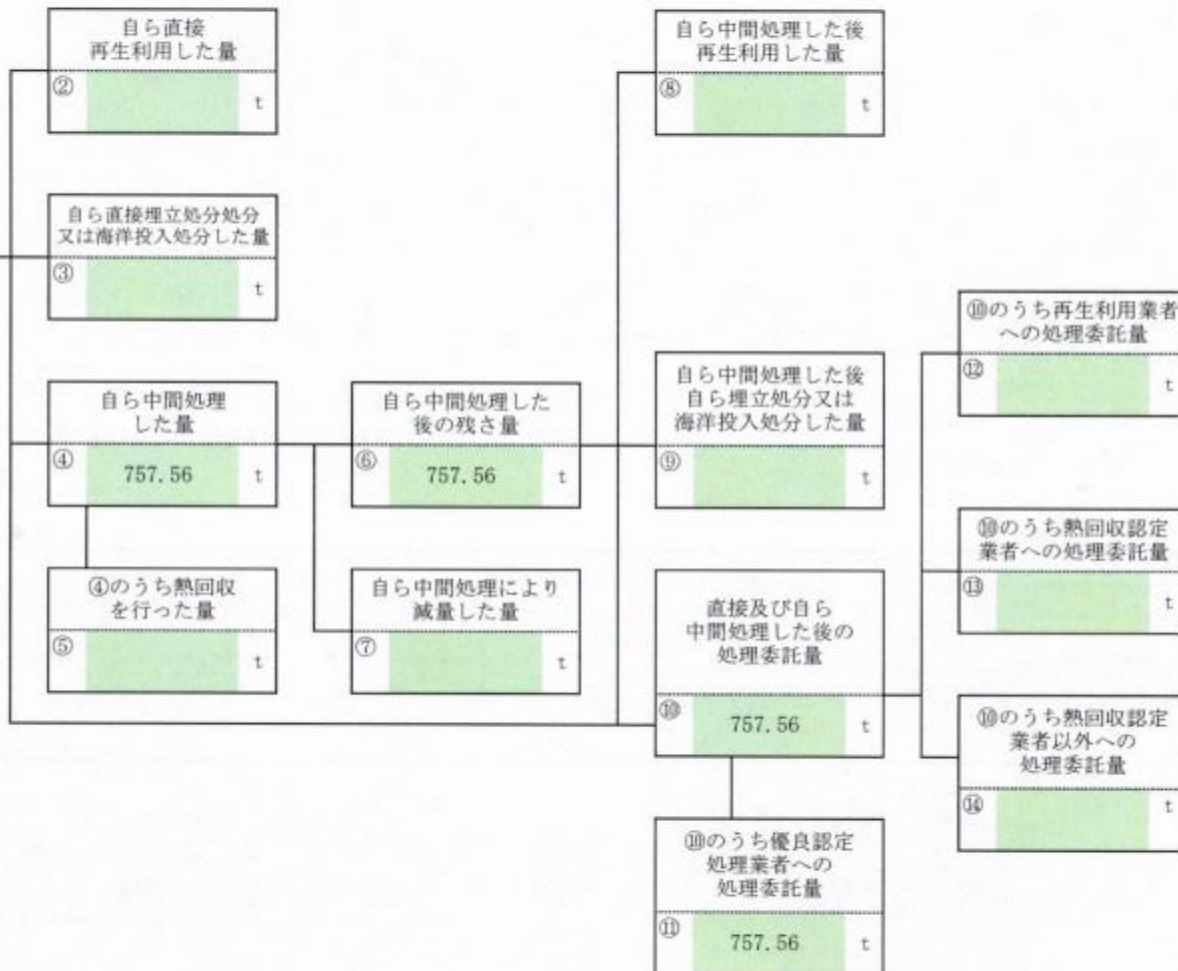 自ら直接
再生利用した量
②
t
自ら中間処理した後
再生利用した量
⑧
t
自ら直接埋立処分処分
又は海洋投入処分した量
③
t
⑩のうち再生利用業者
への処理委託量
⑫
t
自ら中間処理
した量
④ 757.56 t
自ら中間処理した
後の残さ量
⑥ 757.56 t
自ら中間処理した後
自ら埋立処分又は
海洋投入処分した量
⑨
t
⑩のうち熱回収認定
業者への処理委託量
⑬
t
④のうち熱回収
を行った量
⑤
t
自ら中間処理により
減量した量
⑦
t
直接及び自ら
中間処理した後の
処理委託量
⑩ 757.56 t
⑩のうち熱回収認定
業者以外への
処理委託量
⑭
t
⑩のうち優良認定
処理業者への
処理委託量
⑪ 757.56 t